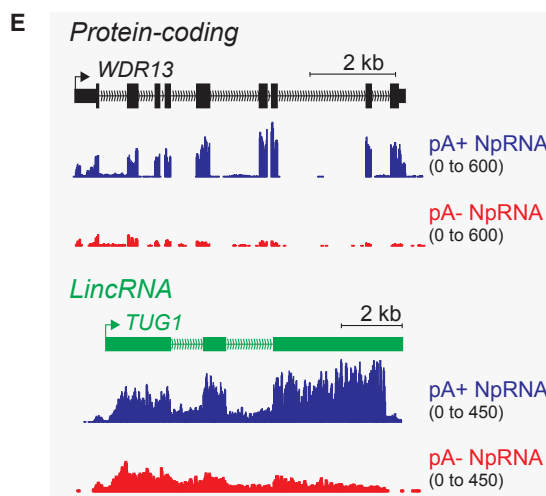 E
Protein-coding
WDR13
2 kb
pA+ NpRNA
(0 to 600)
pA- NpRNA
(0 to 600)
LincRNA
TUG1
2 kb
pA+ NpRNA
(0 to 450)
pA- NpRNA
(0 to 450)